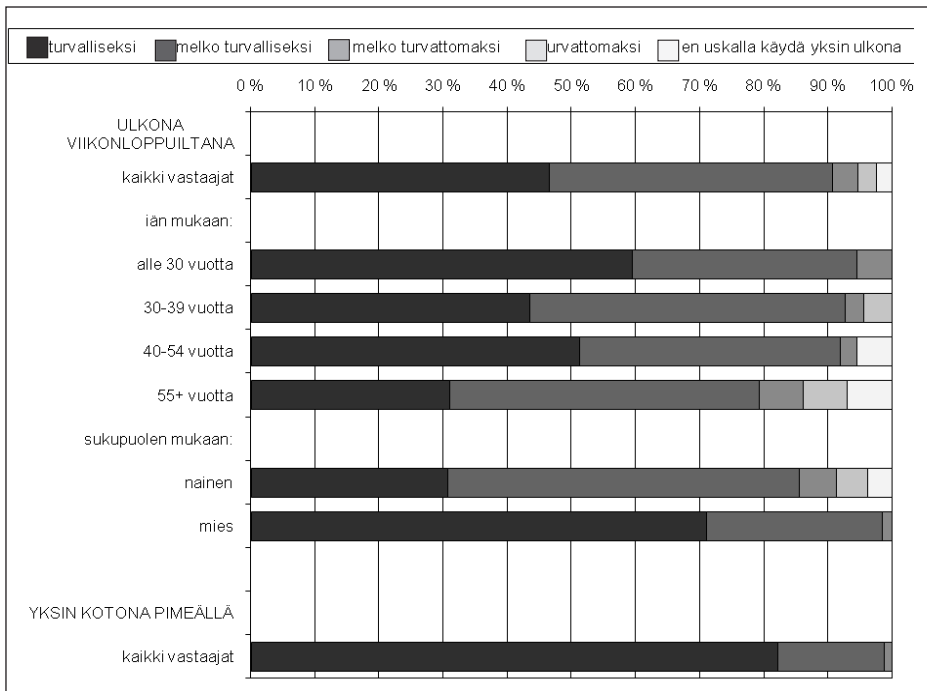 turvalliseksi melko turvalliseksi melko turvattomaksi urvattomaksi en uskalla käydä yksin ulkona
0 % 10 % 20 % 30 % 40 % 50 % 60 % 70 % 80 % 90 % 100 %
ULKONA
VIIKONLOPPUILTANA
kaikki vastaajat
iän mukaan:
alle 30 vuotta
30-39 vuotta
40-54 vuotta
55+ vuotta
sukupuolen mukaan:
nainen
mies
YKSIN KOTONA PIMEÄLLÄ
kaikki vastaajat